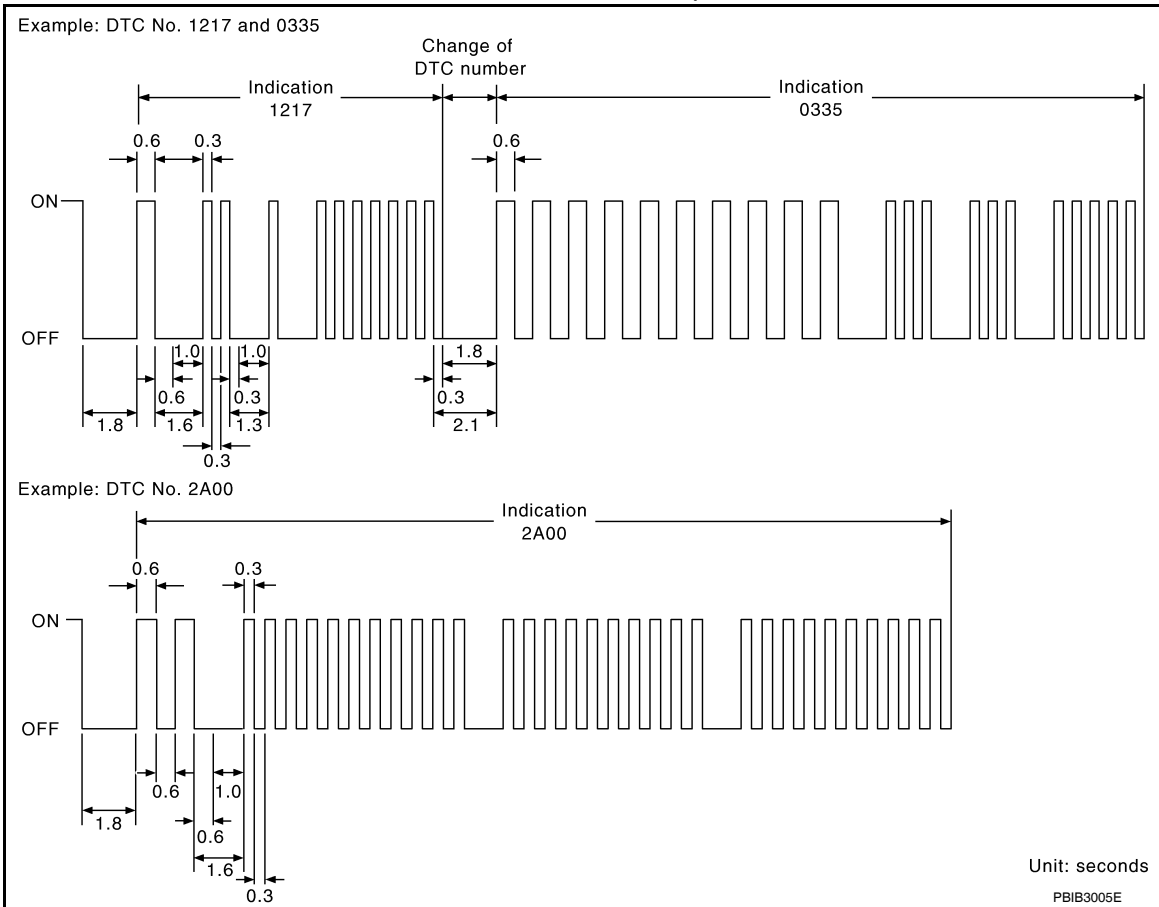 Example: DTC No. 1217 and 0335
Change of
DTC number
Indication
1217
Indication
0335
0.6
0.3
0.6
ON
OFF
1.0
1.0
1.8
0.6
0.3
0.3
1.8
1.6
1.3
2.1
0.3
Example: DTC No. 2A00
Indication
2A00
0.6
0.3
ON
OFF
0.6
1.0
1.8
0.6
1.6
0.3
Unit: seconds
PBIB3005E